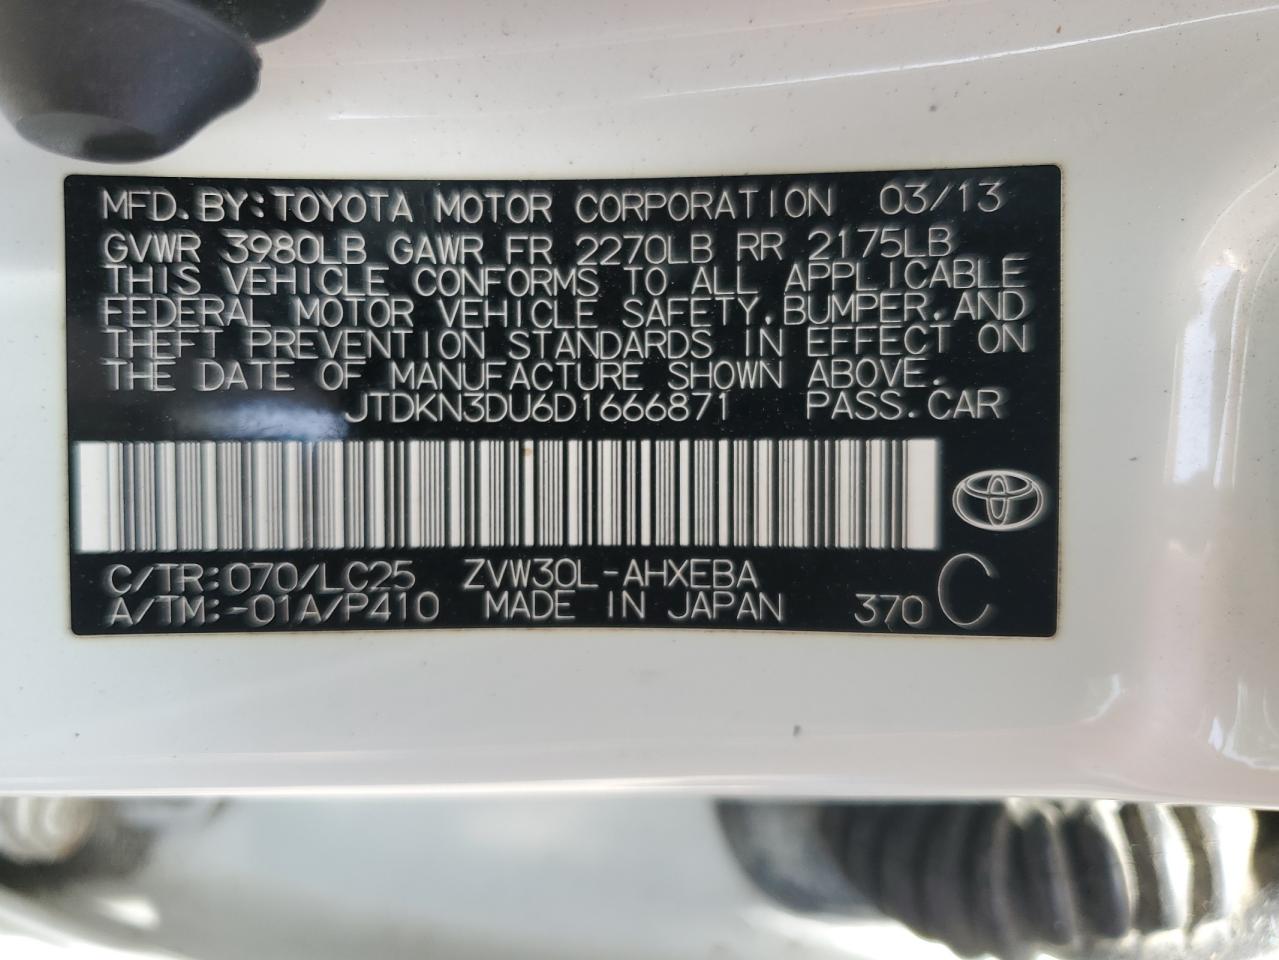 MFD.BY:TOYOTA MOTOR CORPORATION 03/13
GVWR 3980LB GAWR FR 2270LB RR 2175LB
THIS VEHICLE CONFORMS TO ALL APPLICABLE
FEDERAL MOTOR VEHICLE SAFETY,BUMPER,AND
THEFT PREVENTION STANDARDS IN EFFECT ON
THE DATE OF MANUFACTURE SHOWN ABOVE.
JTDKN3DU6D1666871 PASS.CAR
C/TR:070/LC25 ZVW30L-AHXEBA
A/TM:-01A/P410 MADE IN JAPAN 370 C